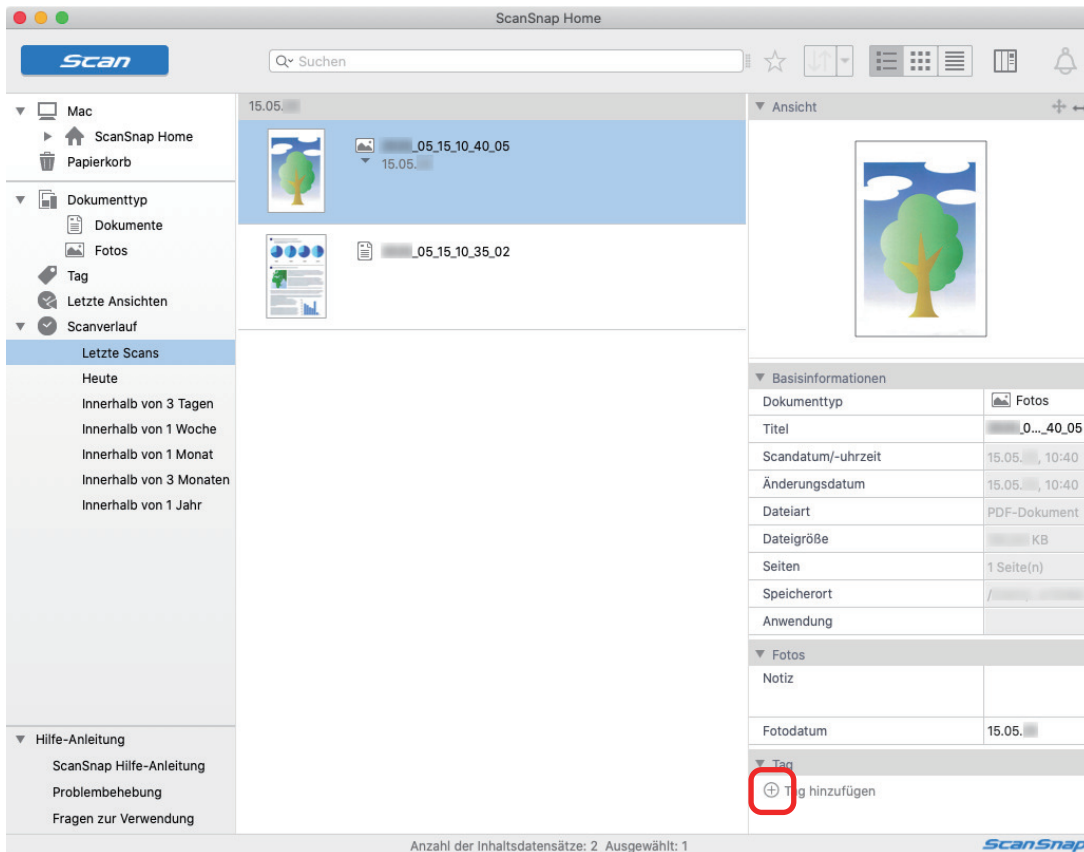 ScanSnap Home
Scan
Suchen
Mac
ScanSnap Home
Papierkorb
Dokumenttyp
Dokumente
Fotos
Tag
Letzte Ansichten
Scanverlauf
Letzte Scans
Heute
Innerhalb von 3 Tagen
Innerhalb von 1 Woche
Innerhalb von 1 Monat
Innerhalb von 3 Monaten
Innerhalb von 1 Jahr
Hilfe-Anleitung
ScanSnap Hilfe-Anleitung
Problembehebung
Fragen zur Verwendung
15.05.
_05_15_10_40_05
15.05.
_05_15_10_35_02
Ansicht
Basisinformationen
Dokumenttyp Fotos
Titel _0..._40_05
Scandatum/-uhrzeit 15.05. , 10:40
Änderungsdatum 15.05. , 10:40
Dateiart PDF-Dokument
Dateigröße KB
Seiten 1 Seite(n)
Speicherort /
Anwendung
Fotos
Notiz
Fotodatum 15.05.
Tag
Tag hinzufügen
Anzahl der Inhaltsdatensätze: 2 Ausgewählt: 1
ScanSnap